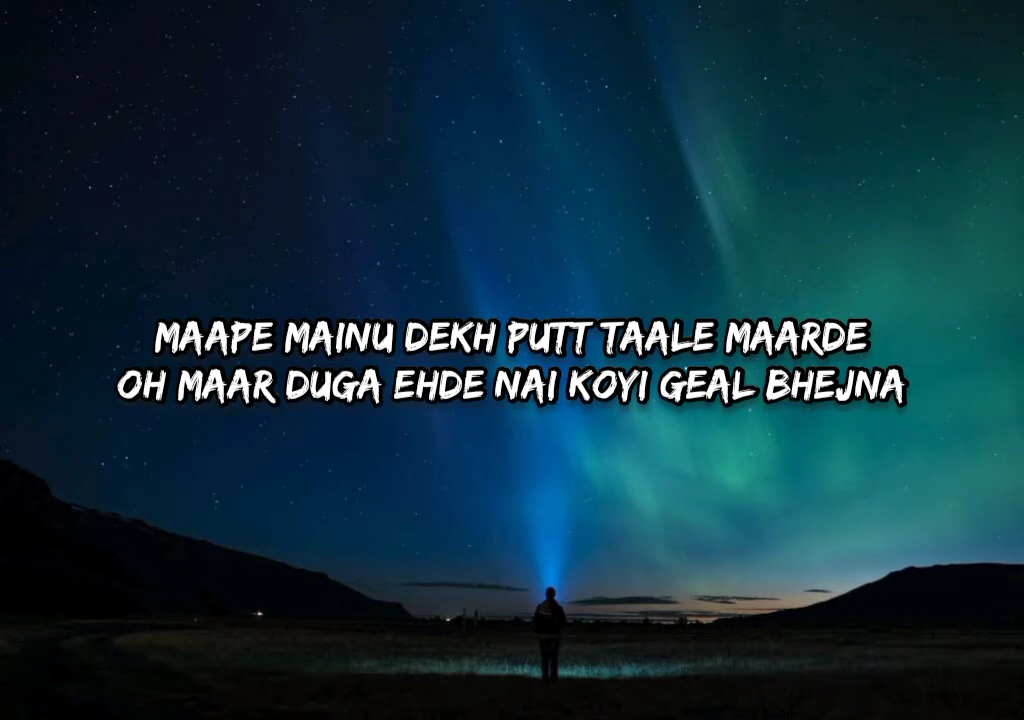 MAAPE MAINU DEKH PUTT TAALE MAARDE
OH MAAR DUGA EHDE NAI KOYI GEAL BHEJNA